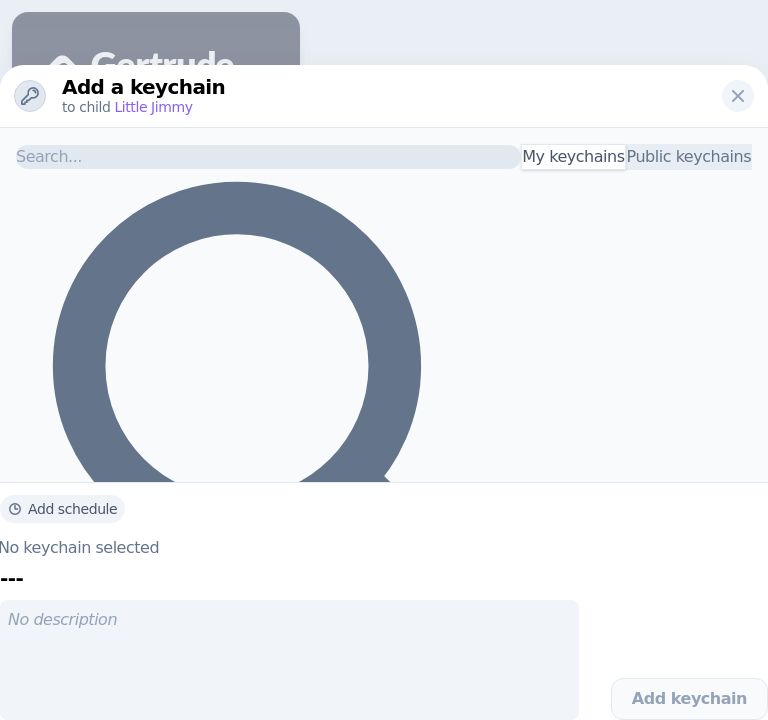 Gertrude
Add a keychain
to child Little Jimmy
Search...
My keychains
Public keychains
Add schedule
No keychain selected
---
No description
Add keychain